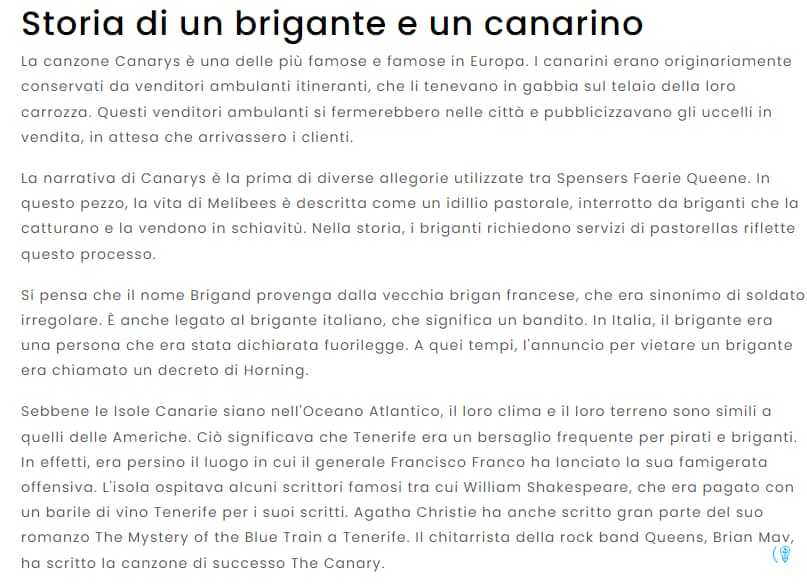 Storia di un brigante e un canarino
La canzone Canarys è una delle più famose e famose in Europa. I canarini erano originariamente
conservati da venditori ambulanti itineranti, che li tenevano in gabbia sul telaio della loro
carrozza. Questi venditori ambulanti si fermerebbero nelle città e pubblicizzavano gli uccelli in
vendita, in attesa che arrivassero i clienti.
La narrativa di Canarys è la prima di diverse allegorie utilizzate tra Spensers Faerie Queene. In
questo pezzo, la vita di Melibees è descritta come un idillio pastorale, interrotto da briganti che la
catturano e la vendono in schiavitù. Nella storia, i briganti richiedono servizi di pastorellas riflette
questo processo.
Si pensa che il nome Brigand provenga dalla vecchia brigan francese, che era sinonimo di soldato
irregolare. È anche legato al brigante italiano, che significa un bandito. In Italia, il brigante era
una persona che era stata dichiarata fuorilegge. A quei tempi, l'annuncio per vietare un brigante
era chiamato un decreto di Horning.
Sebbene le Isole Canarie siano nell'Oceano Atlantico, il loro clima e il loro terreno sono simili a
quelli delle Americhe. Ciò significava che Tenerife era un bersaglio frequente per pirati e briganti.
In effetti, era persino il luogo in cui il generale Francisco Franco ha lanciato la sua famigerata
offensiva. L'isola ospitava alcuni scrittori famosi tra cui William Shakespeare, che era pagato con
un barile di vino Tenerife per i suoi scritti. Agatha Christie ha anche scritto gran parte del suo
romanzo The Mystery of the Blue Train a Tenerife. Il chitarrista della rock band Queens, Brian May,
ha scritto la canzone di successo The Canary.